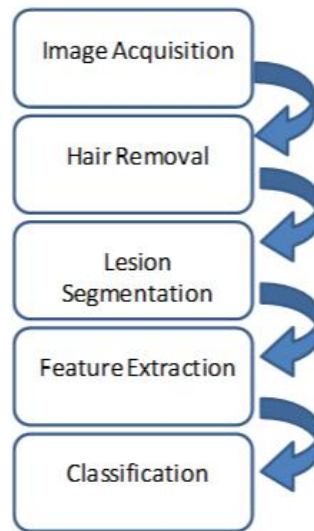 Image Acquisition
Hair Removal
Lesion
Segmentation
Feature Extraction
Classification